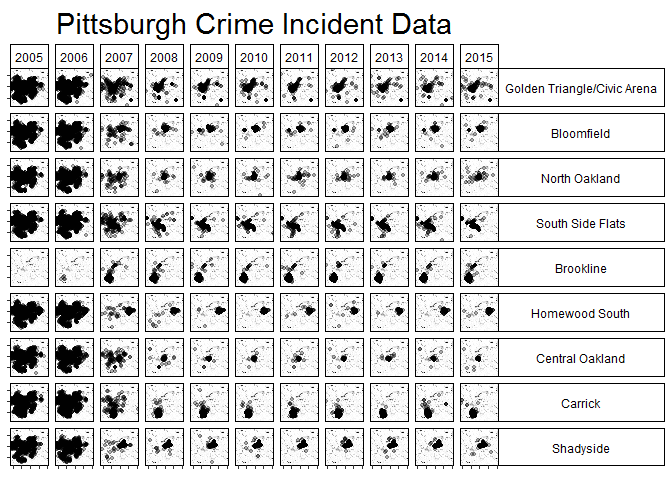 Pittsburgh Crime Incident Data
2005 2006 2007 2008 2009 2010 2011 2012 2013 2014 2015
Golden Triangle/Civic Arena
Bloomfield
North Oakland
South Side Flats
Brookline
Homewood South
Central Oakland
Carrick
Shadyside